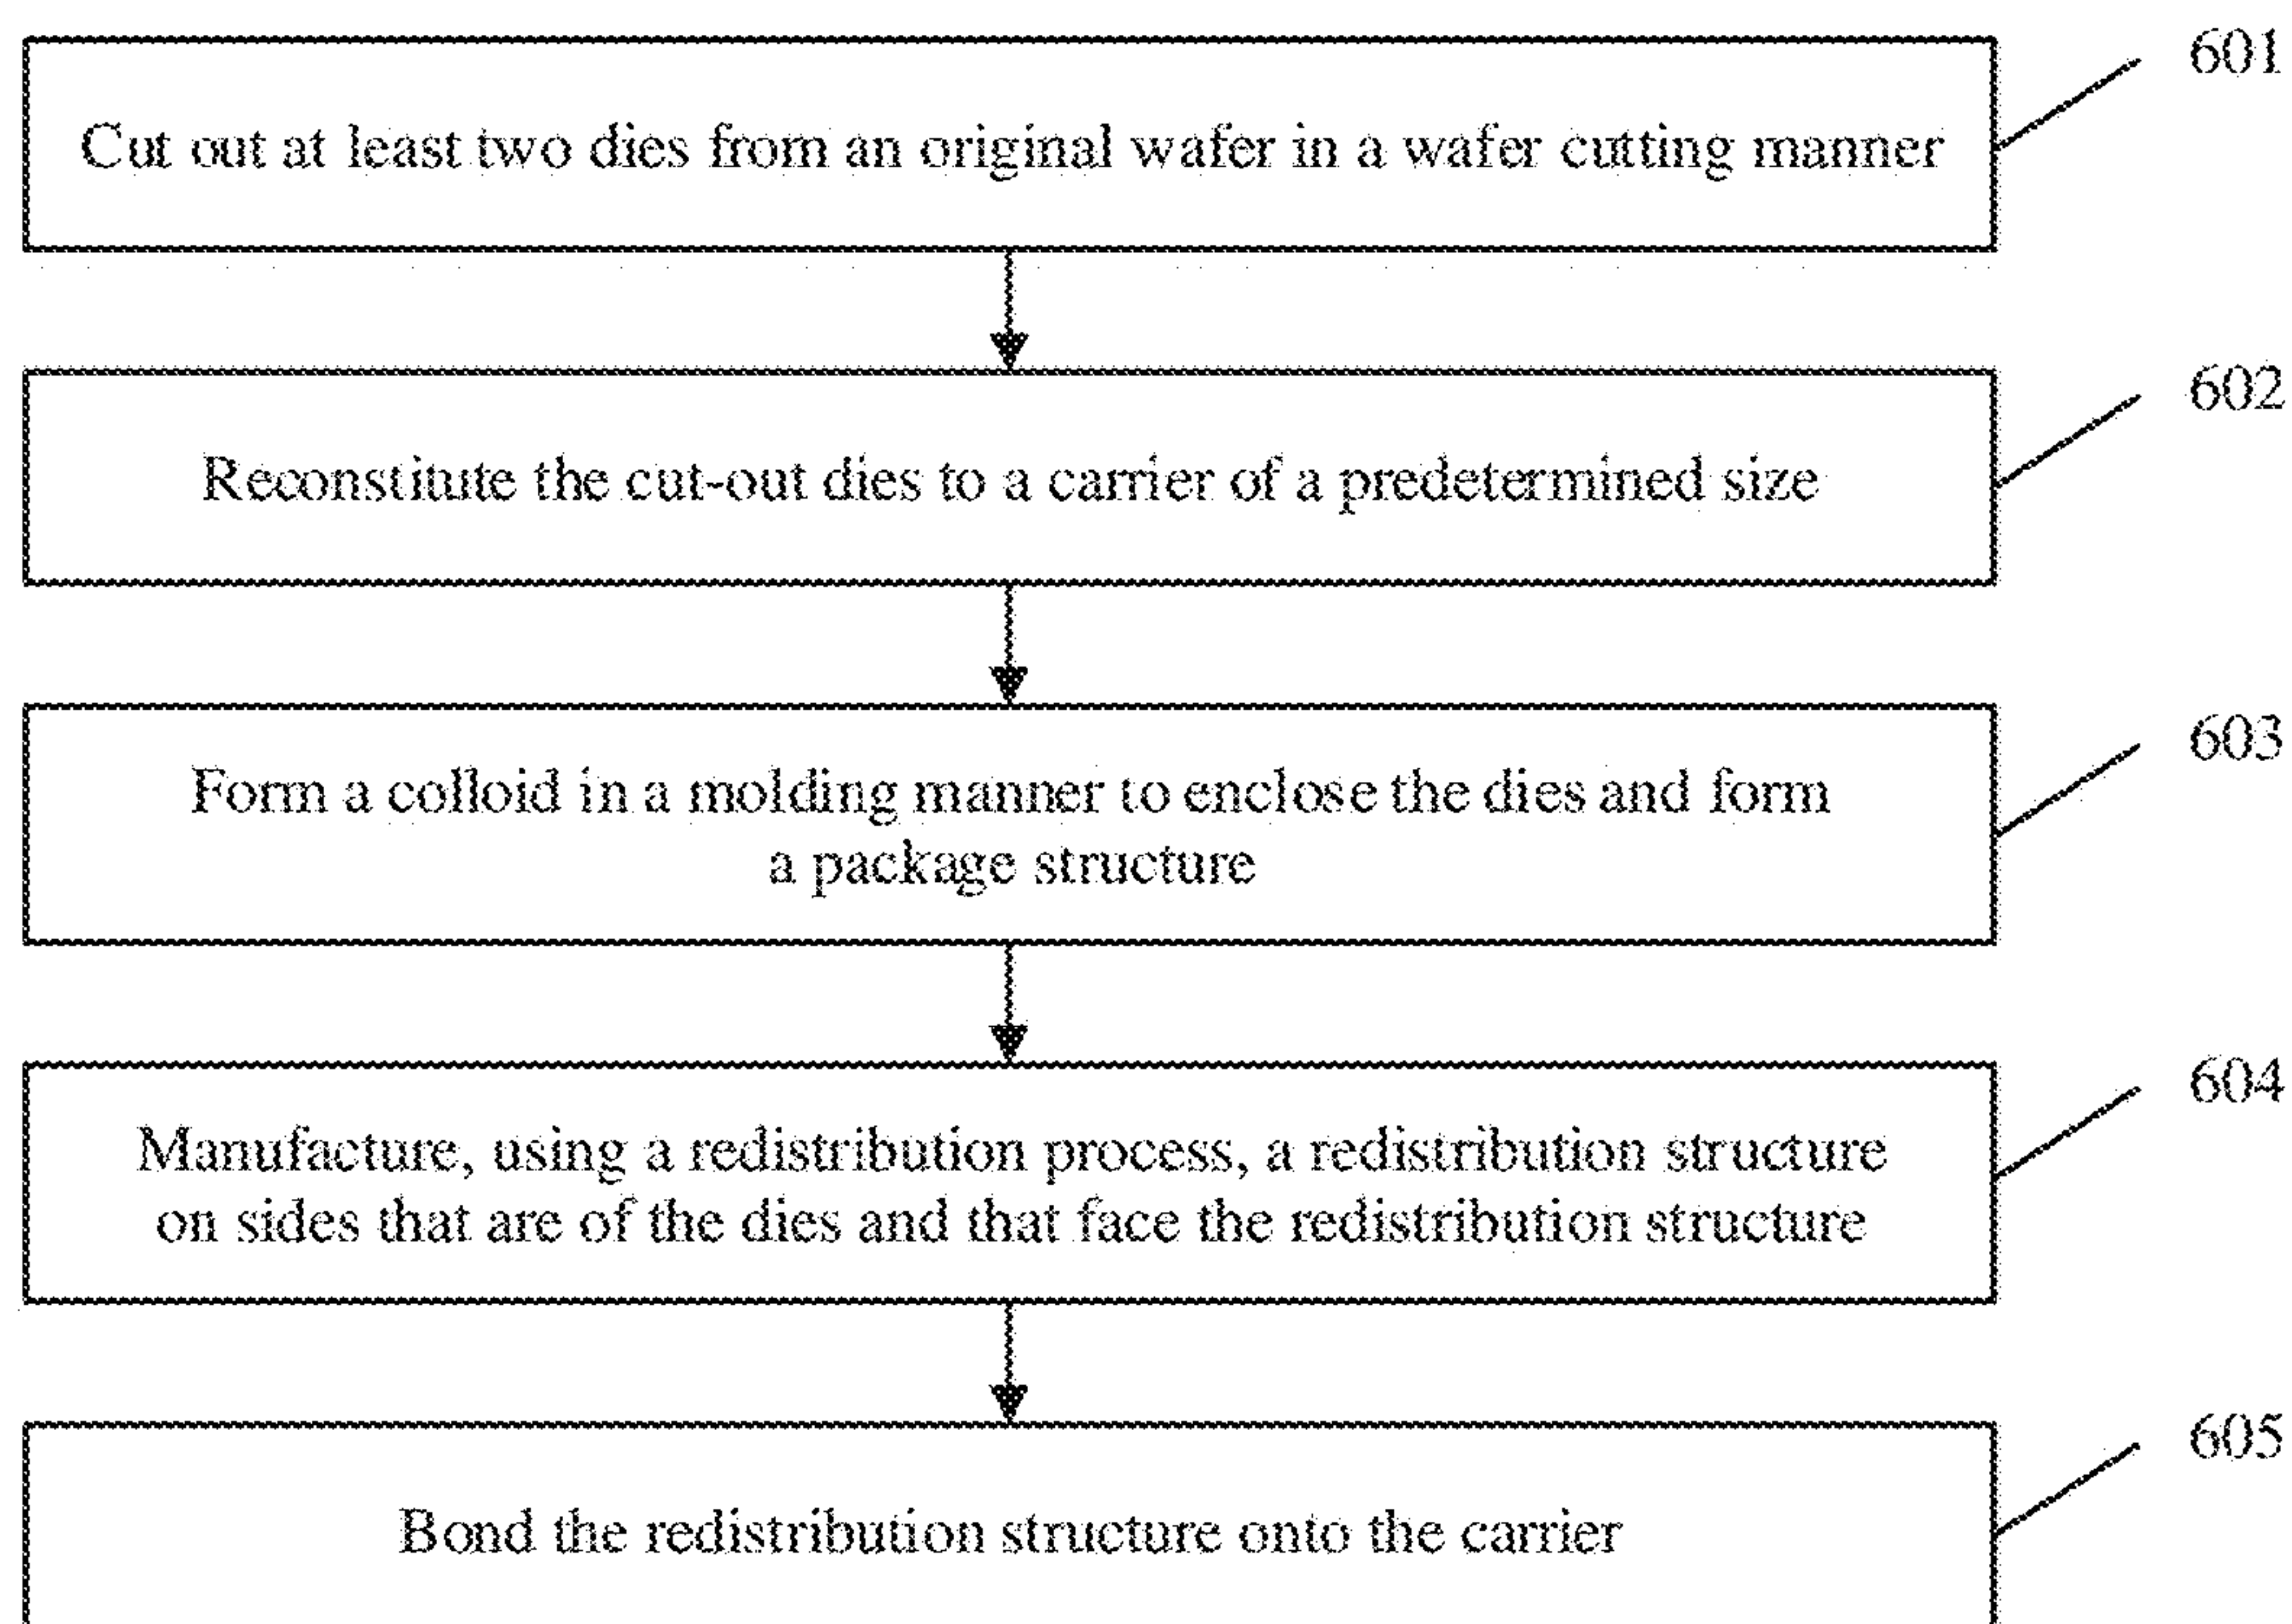 601
Cut out at least two dies from an original wafer in a wafer cutting manner
602
Reconstitute the cut-out dies to a carrier of a predetermined size
603
Form a colloid in a molding manner to enclose the dies and form
a package structure
604
Manufacture, using a redistribution process, a redistribution structure
on sides that are of the dies and that face the redistribution structure
605
Bond the redistribution structure onto the carrier